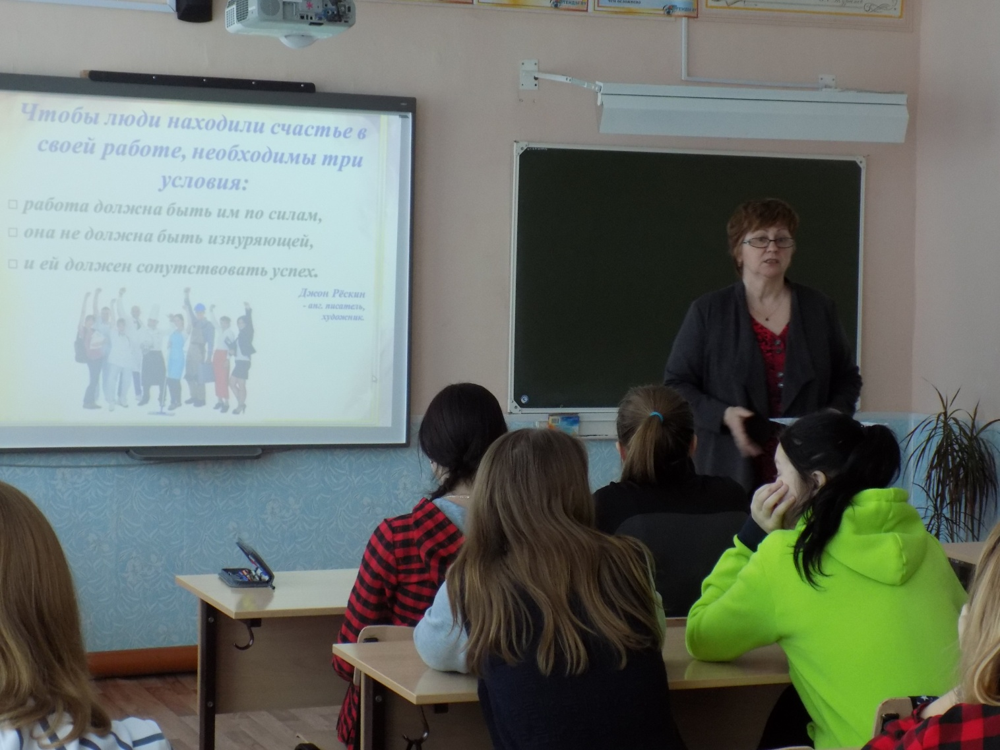 Чтобы люди находили счастье в
своей работе, необходимы три
условия:
работа должна быть им по силам,
она не должна быть изнуряющей,
и ей должен сопутствовать успех.
Джон Рёскин
- анг. писатель,
художник.